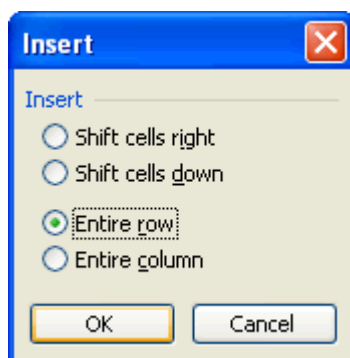 Insert
Insert
Shift cells right
Shift cells down
Entire row
Entire column
OK Cancel